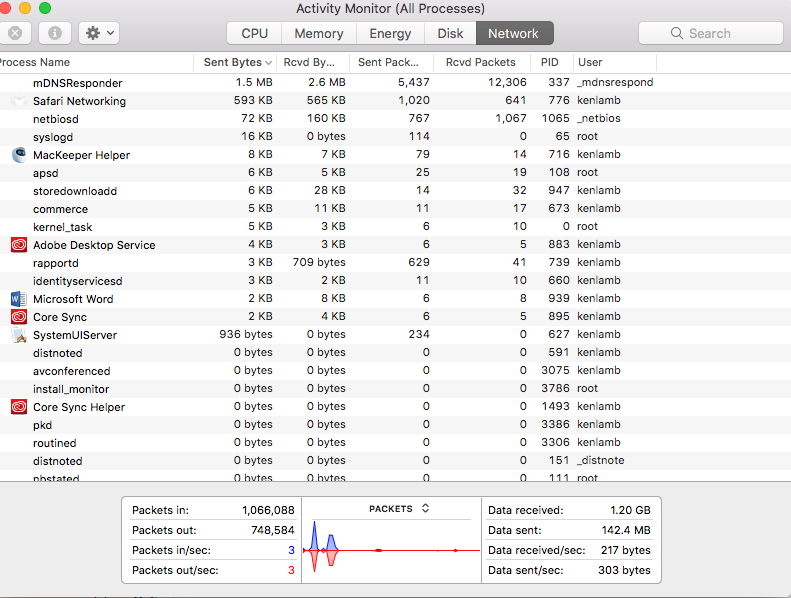 Activity Monitor (All Processes)
CPU Memory Energy Disk Network Search
Process Name Sent Bytes Rcvd By... Sent Pack... Rcvd Packets PID User
mDNSResponder 1.5 MB 2.6 MB 5,437 12,306 337 _mdnsrespond
Safari Networking 593 KB 565 KB 1,020 641 776 kenlamb
netbiosd 72 KB 160 KB 767 1,067 1065 _netbios
syslogd 16 KB 0 bytes 114 0 65 root
MacKeeper Helper 8 KB 7 KB 79 14 716 kenlamb
apsd 6 KB 5 KB 25 19 108 root
storedownloadd 6 KB 28 KB 14 32 947 kenlamb
commerce 5 KB 11 KB 11 17 673 kenlamb
kernel_task 5 KB 3 KB 6 10 0 root
Adobe Desktop Service 4 KB 3 KB 6 5 883 kenlamb
rapportd 3 KB 709 bytes 629 41 739 kenlamb
identityservicesd 3 KB 2 KB 11 10 660 kenlamb
Microsoft Word 2 KB 8 KB 6 8 939 kenlamb
Core Sync 2 KB 4 KB 6 5 895 kenlamb
SystemUIServer 936 bytes 0 bytes 234 0 627 kenlamb
distnoted 0 bytes 0 bytes 0 0 591 kenlamb
avconferenced 0 bytes 0 bytes 0 0 3075 kenlamb
install_monitor 0 bytes 0 bytes 0 0 3786 root
Core Sync Helper 0 bytes 0 bytes 0 0 1493 kenlamb
pkd 0 bytes 0 bytes 0 0 3386 kenlamb
routined 0 bytes 0 bytes 0 0 3306 kenlamb
distnoted 0 bytes 0 bytes 0 0 151 _distnote
nbstated 0 bytes 0 bytes 0 0 111 root
Packets in: 1,066,088 PACKETS Data received: 1.20 GB
Packets out: 748,584 Data sent: 142.4 MB
Packets in/sec: 3 Data received/sec: 217 bytes
Packets out/sec: 3 Data sent/sec: 303 bytes